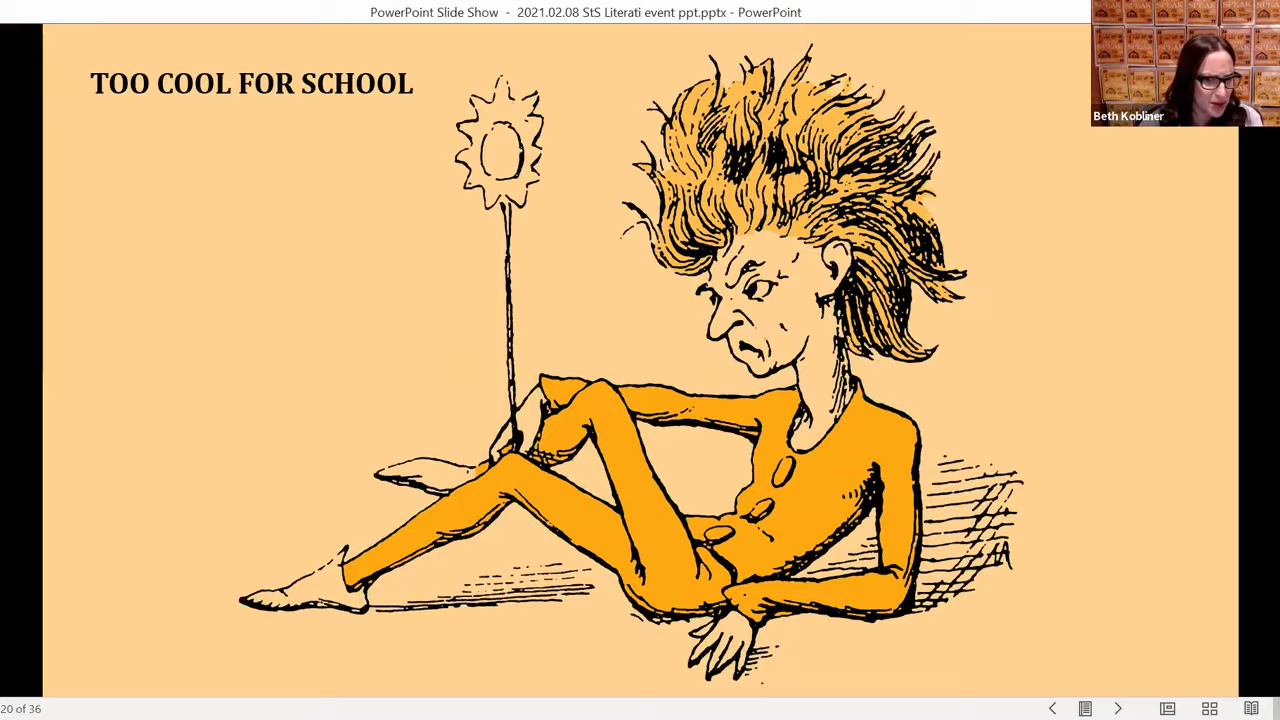 PowerPoint Slide Show - 2021.02.08 StS Literati event ppt.pptx - PowerPoint
TOO COOL FOR SCHOOL
SPEAK
Beth Kobliner
20 of 36